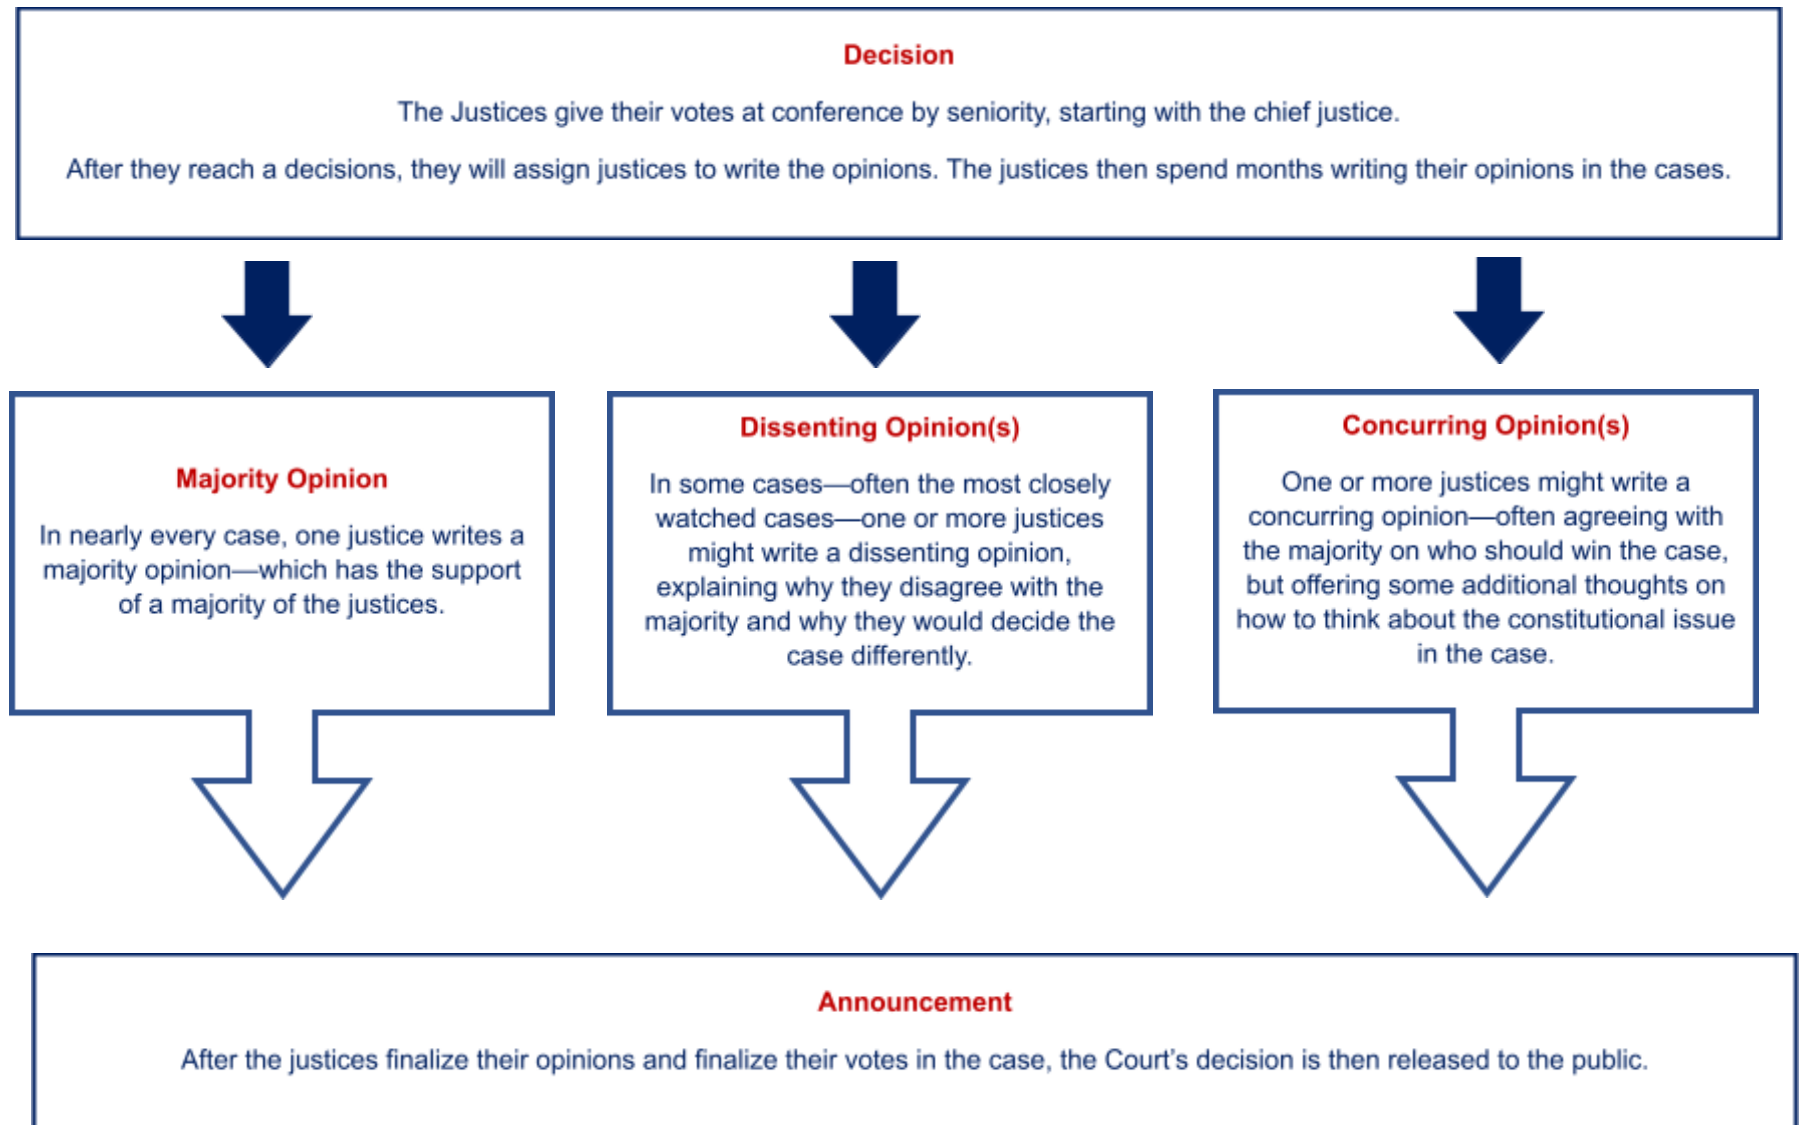 Decision
The Justices give their votes at conference by seniority, starting with the chief justice.
After they reach a decisions, they will assign justices to write the opinions. The justices then spend months writing their opinions in the cases.
Majority Opinion
In nearly every case, one justice writes a
majority opinion—which has the support
of a majority of the justices.
Dissenting Opinion(s)
In some cases—often the most closely
watched cases—one or more justices
might write a dissenting opinion,
explaining why they disagree with the
majority and why they would decide the
case differently.
Concurring Opinion(s)
One or more justices might write a
concurring opinion—often agreeing with
the majority on who should win the case,
but offering some additional thoughts on
how to think about the constitutional issue
in the case.
Announcement
After the justices finalize their opinions and finalize their votes in the case, the Court’s decision is then released to the public.